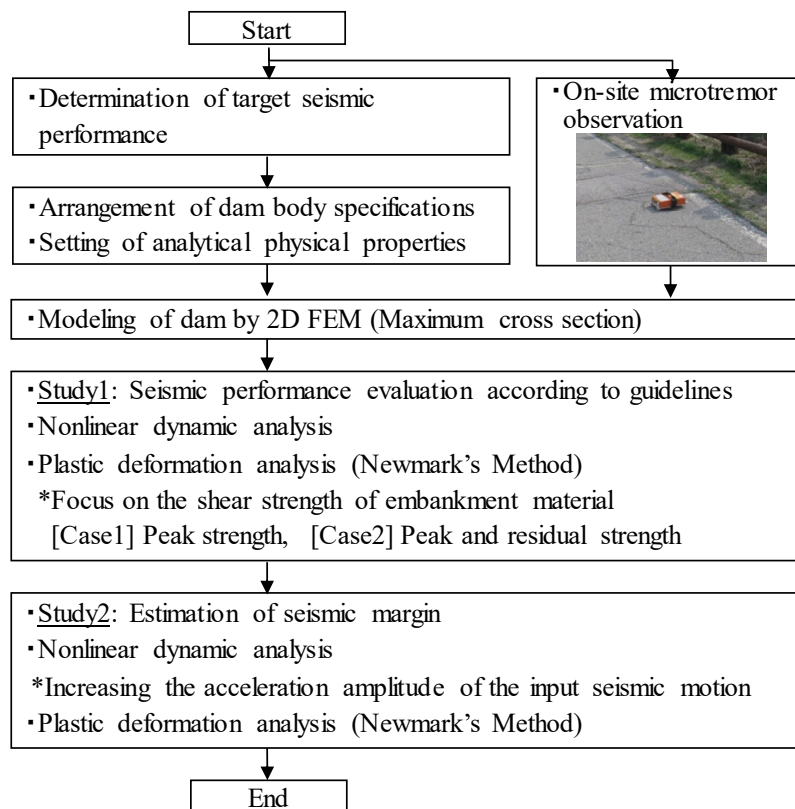 Start
・Determination of target seismic
performance
・On-site microtremor
observation
・Arrangement of dam body specifications
・Setting of analytical physical properties
・Modeling of dam by 2D FEM (Maximum cross section)
・Study1: Seismic performance evaluation according to guidelines
・Nonlinear dynamic analysis
・Plastic deformation analysis (Newmark's Method)
*Focus on the shear strength of embankment material
[Case1] Peak strength, [Case2] Peak and residual strength
・Study2: Estimation of seismic margin
・Nonlinear dynamic analysis
*Increasing the acceleration amplitude of the input seismic motion
・Plastic deformation analysis (Newmark's Method)
End